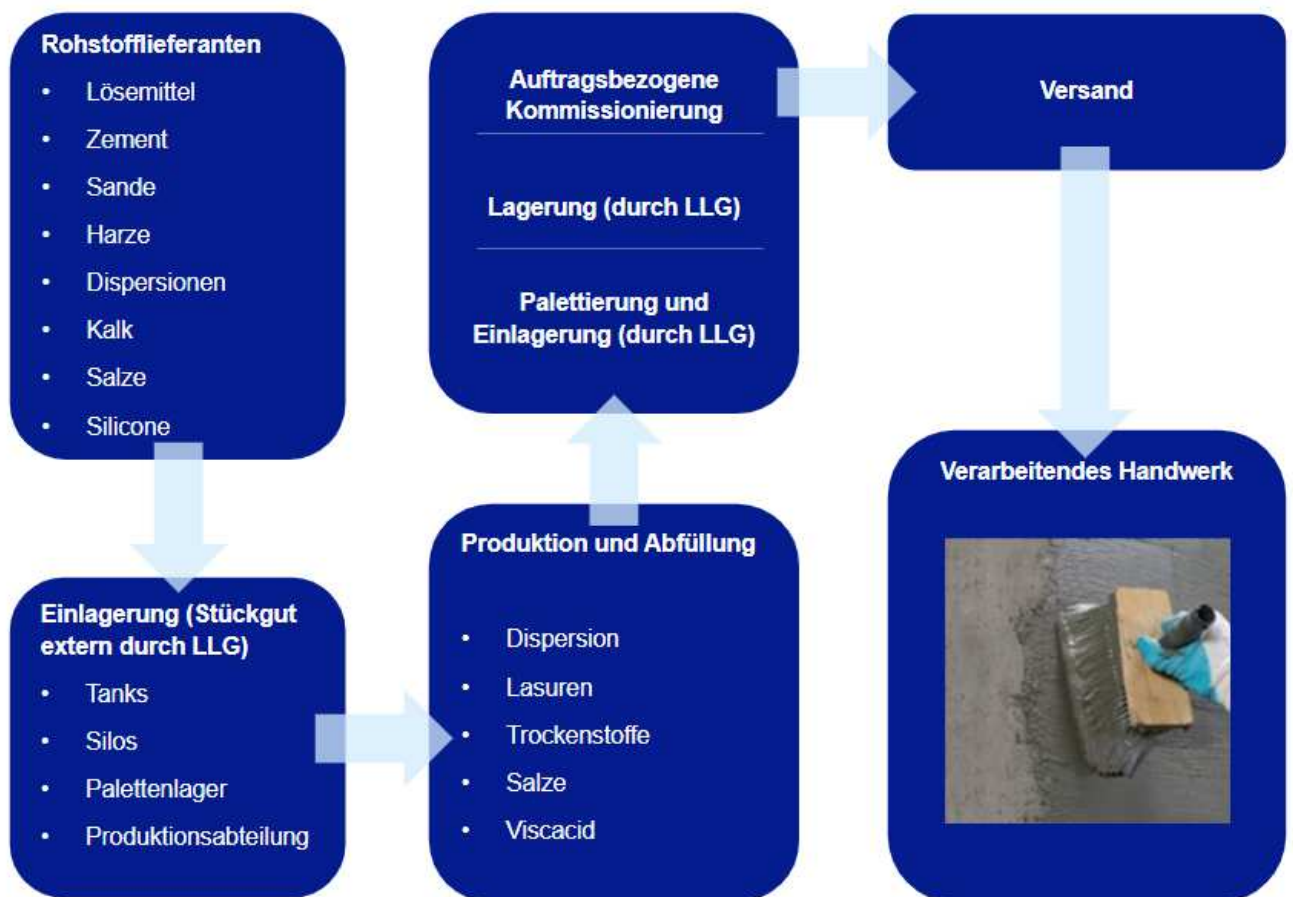 Rohstofflieferanten
• Lösemittel
• Zement
• Sande
• Harze
• Dispersionen
• Kalk
• Salze
• Silicone
Einlagerung (Stückgut
extern durch LLG)
• Tanks
• Silos
• Palettenlager
• Produktionsabteilung
Produktion und Abfüllung
• Dispersion
• Lasuren
• Trockenstoffe
• Salze
• Viscacid
Auftragsbezogene
Kommissionierung
Lagerung (durch LLG)
Palettierung und
Einlagerung (durch LLG)
Versand
Verarbeitendes Handwerk